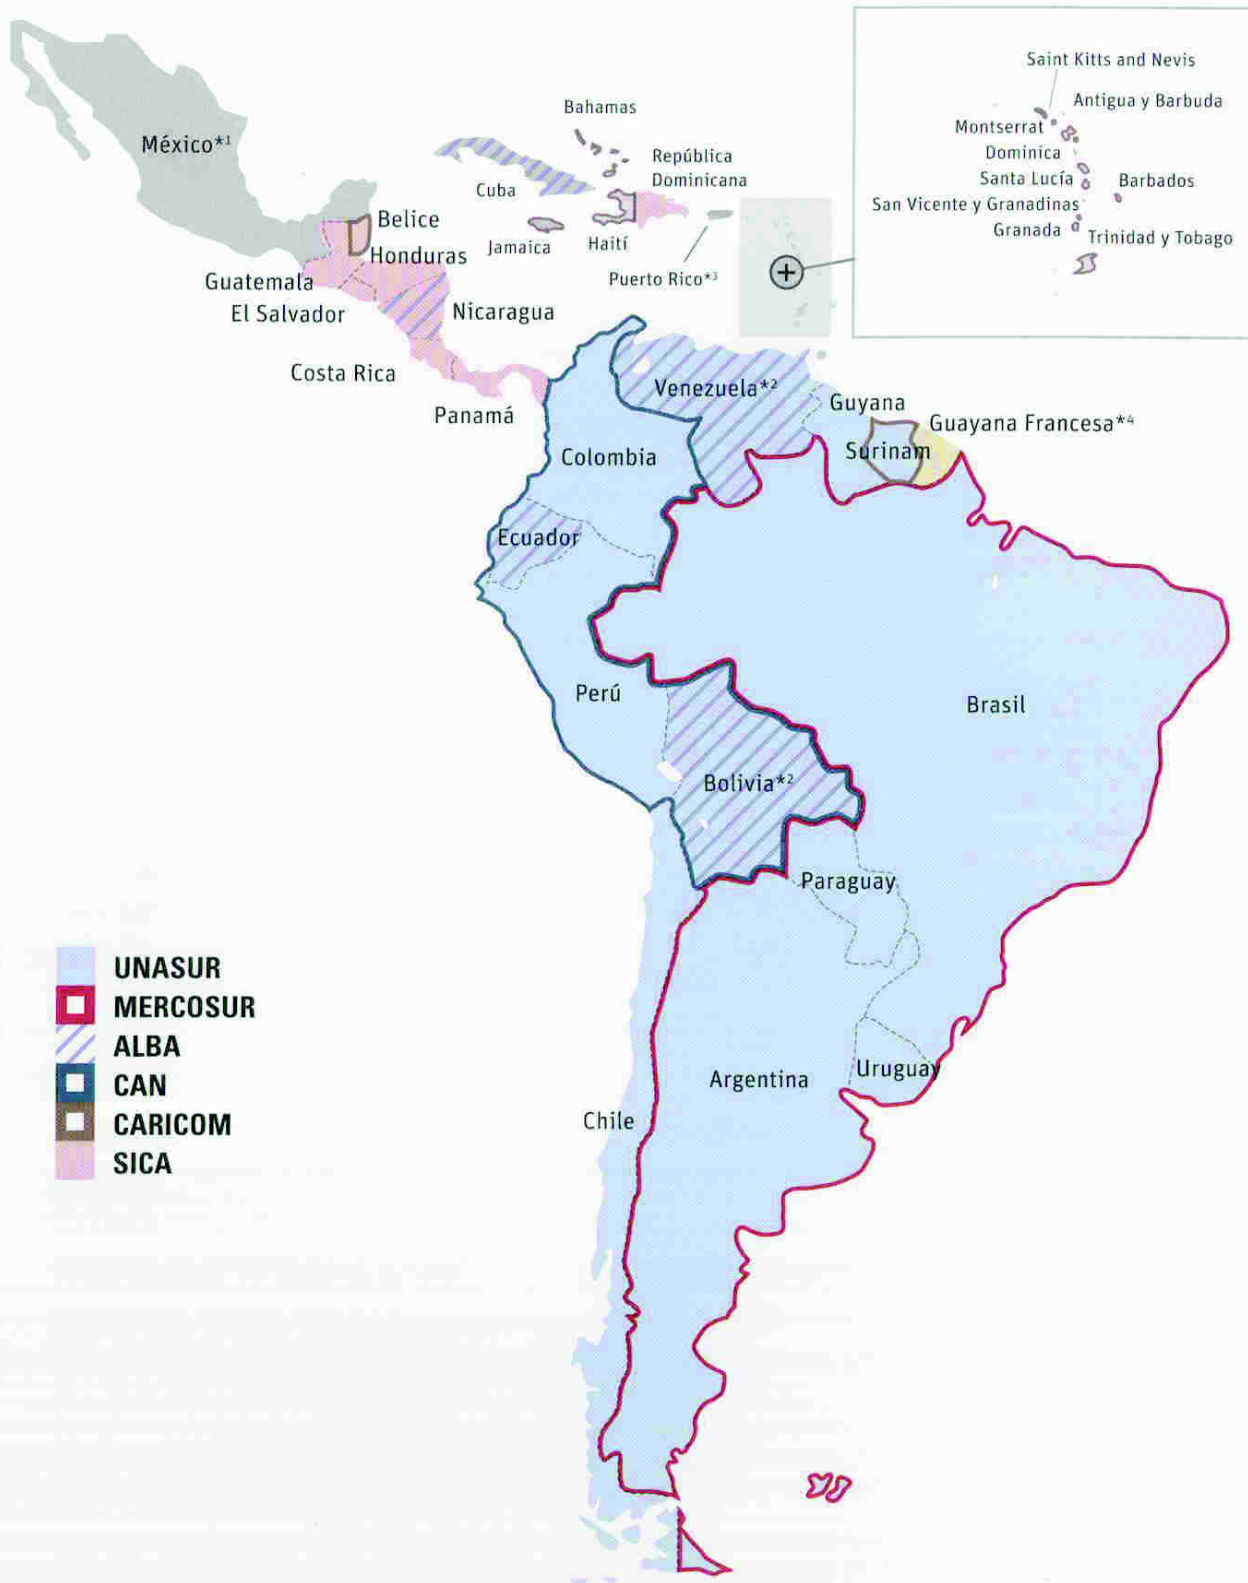 Saint Kitts and Nevis
Antigua y Barbuda
Montserrat
Dominica
Santa Lucía
Barbados
San Vicente y Granadinas
Granada
Trinidad y Tobago
Bahamas
México*1
República
Dominicana
Cuba
Belice
Jamaica
Haití
Honduras
Puerto Rico*3
Guatemala
El Salvador
Nicaragua
Costa Rica
Panamá
Venezuela*2
Guyana
Guayana Francesa*4
Surinam
Colombia
Ecuador
Perú
Brasil
Bolivia*2
Paraguay
Uruguay
Argentina
Chile
UNASUR
MERCOSUR
ALBA
CAN
CARICOM
SICA